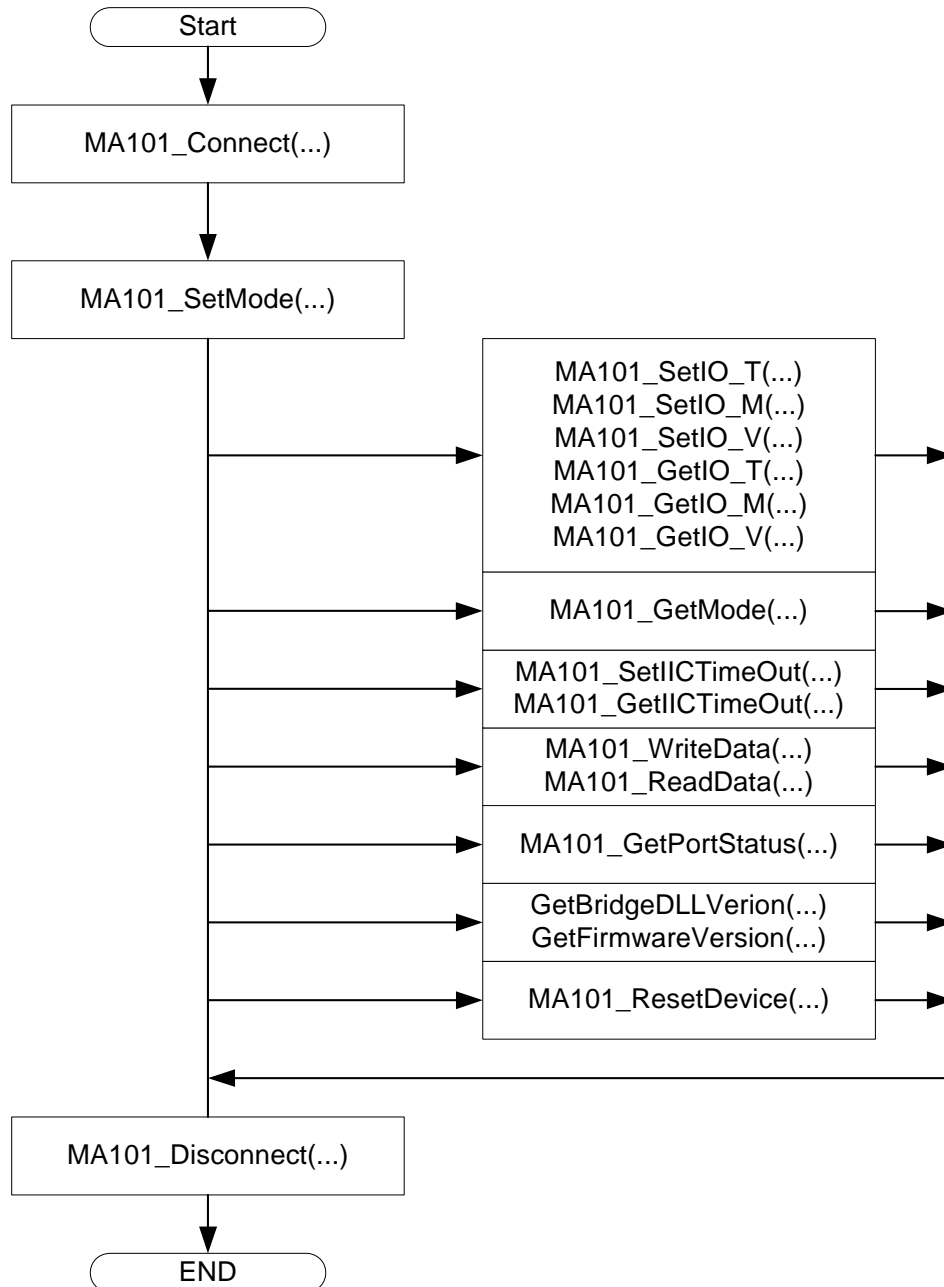 Start
MA101_Connect(...)
MA101_SetMode(...)
MA101_SetIO_T(...)
MA101_SetIO_M(...)
MA101_SetIO_V(...)
MA101_GetIO_T(...)
MA101_GetIO_M(...)
MA101_GetIO_V(...)
MA101_GetMode(...)
MA101_SetIICTimeOut(...)
MA101_GetIICTimeOut(...)
MA101_WriteData(...)
MA101_ReadData(...)
MA101_GetPortStatus(...)
GetBridgeDLLVerion(...)
GetFirmwareVersion(...)
MA101_ResetDevice(...)
MA101_Disconnect(...)
END